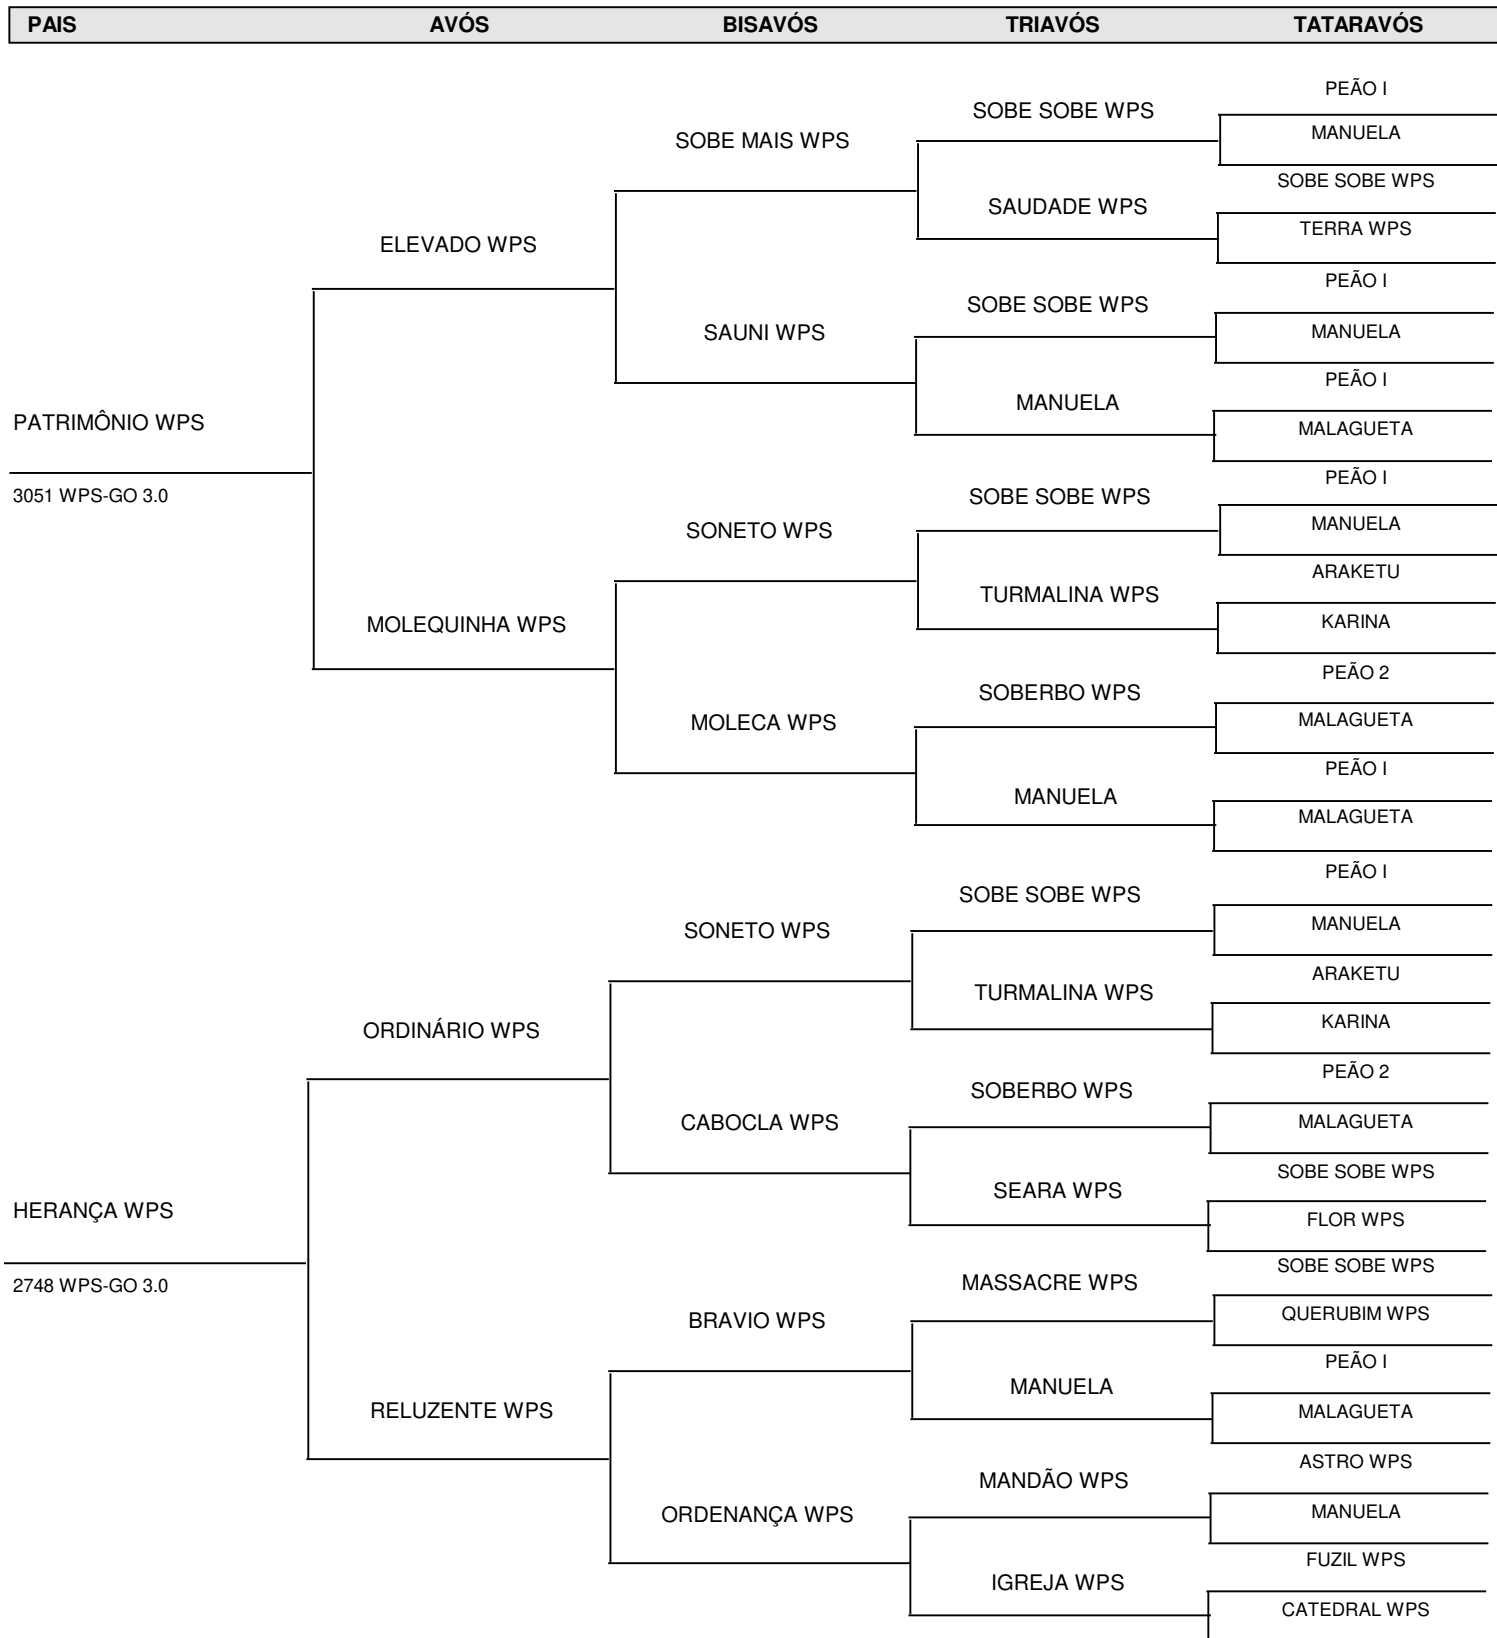 PAIS AVÓS BISAVÓS TRIAVÓS TATARAVÓS
PEÃO I
SOBE SOBE WPS
MANUELA
SOBE MAIS WPS
SOBE SOBE WPS
SAUDADE WPS
TERRA WPS
ELEVADO WPS
PEÃO I
SOBE SOBE WPS
SAUNI WPS
MANUELA
PEÃO I
MANUELA
PATRIMÔNIO WPS
MALAGUETA
PEÃO I
3051 WPS-GO 3.0
SOBE SOBE WPS
SONETO WPS
MANUELA
ARAKETU
TURMALINA WPS
MOLEQUINHA WPS
KARINA
PEÃO 2
SOBERBO WPS
MOLECA WPS
MALAGUETA
PEÃO I
MANUELA
MALAGUETA
PEÃO I
SOBE SOBE WPS
SONETO WPS
MANUELA
ARAKETU
TURMALINA WPS
ORDINÁRIO WPS
KARINA
PEÃO 2
SOBERBO WPS
CABOCLA WPS
MALAGUETA
SOBE SOBE WPS
SEARA WPS
HERANÇA WPS
FLOR WPS
SOBE SOBE WPS
2748 WPS-GO 3.0
MASSACRE WPS
BRAVIO WPS
QUERUBIM WPS
PEÃO I
MANUELA
RELUZENTE WPS
MALAGUETA
ASTRO WPS
MANDÃO WPS
ORDENANÇA WPS
MANUELA
FUZIL WPS
IGREJA WPS
CATEDRAL WPS